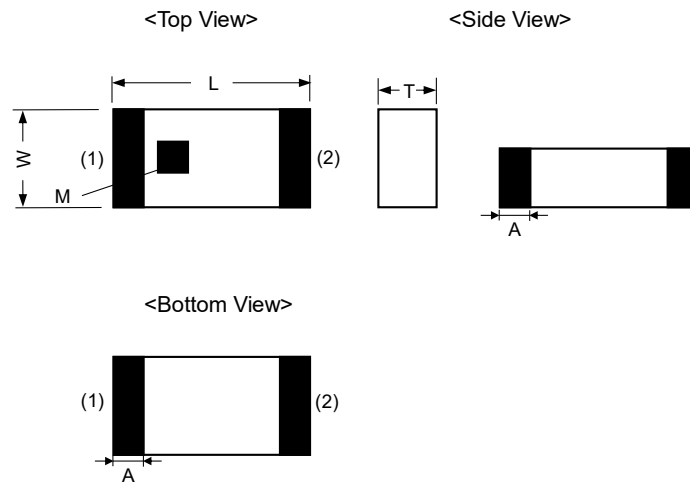 <Top View>
<Side View>
L
T
W
(1)
(2)
M
A
<Bottom View>
(1)
(2)
A